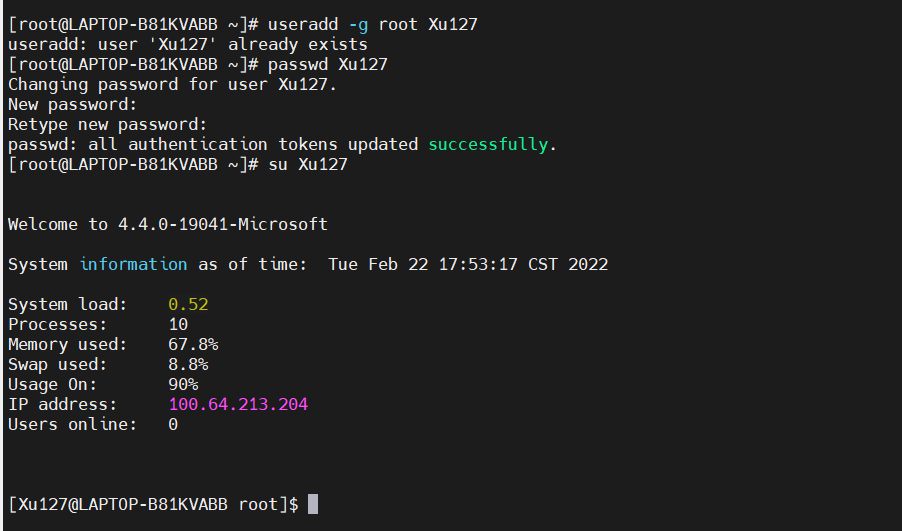 [root@LAPTOP-B81KVABB ~]# useradd -g root Xu127
useradd: user 'Xu127' already exists
[root@LAPTOP-B81KVABB ~]# passwd Xu127
Changing password for user Xu127.
New password:
Retype new password:
passwd: all authentication tokens updated successfully.
[root@LAPTOP-B81KVABB ~]# su Xu127
Welcome to 4.4.0-19041-Microsoft
System information as of time:  Tue Feb 22 17:53:17 CST 2022
System load:    0.52
Processes:      10
Memory used:    67.8%
Swap used:      8.8%
Usage On:       90%
IP address:     100.64.213.204
Users online:   0
[Xu127@LAPTOP-B81KVABB root]$